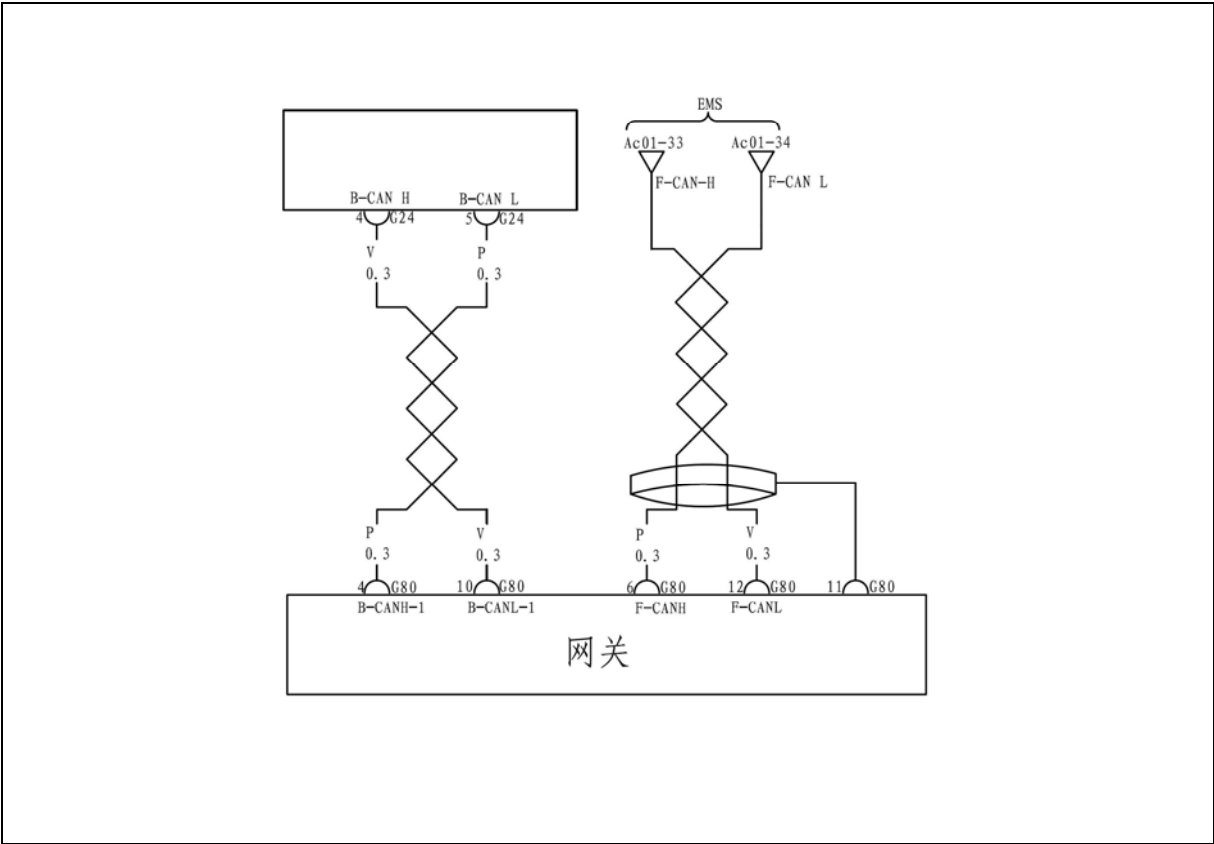 EMS
Ac01-33 Ac01-34
F-CAN-H F-CAN L
B-CAN H B-CAN L
4 G24 5 G24
V P
0.3 0.3
P V P V
0.3 0.3 0.3 0.3
4 G80 10 G80 6 G80 12 G80 11 G80
B-CANH-1 B-CANL-1 F-CANH F-CANL
网关